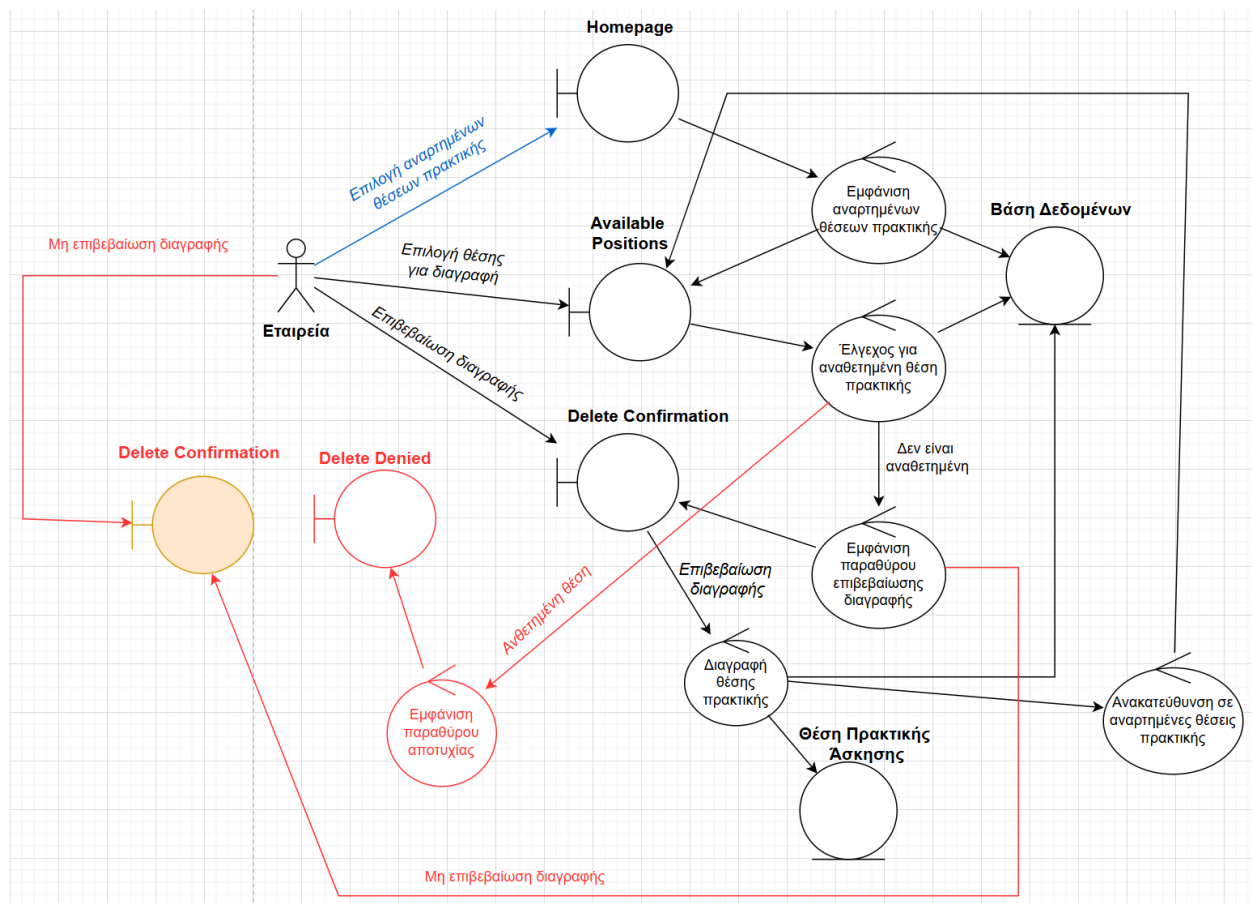 Homepage
Επιλογή αναρτημένων
θέσεων πρακτικής
Εμφάνιση
αναρτημένων
θέσεων πρακτικής
Βάση Δεδομένων
Available
Positions
Μη επιβεβαίωση διαγραφής
Επιλογή θέσης
για διαγραφή
Εταιρεία
Επιβεβαίωση διαγραφής
Έλγεχος για
αναθετημένη θέση
πρακτικής
Delete Confirmation
Δεν είναι
αναθετημένη
Delete Confirmation
Delete Denied
Εμφάνιση
παραθύρου
επιβεβαίωσης
διαγραφής
Επιβεβαίωση
διαγραφής
Ανθετημένη θέση
Διαγραφή
θέσης
πρακτικής
Ανακατεύθυνση σε
αναρτημένες θέσεις
πρακτικής
Εμφάνιση
παραθύρου
αποτυχίας
Θέση Πρακτικής
Άσκησης
Μη επιβεβαίωση διαγραφής